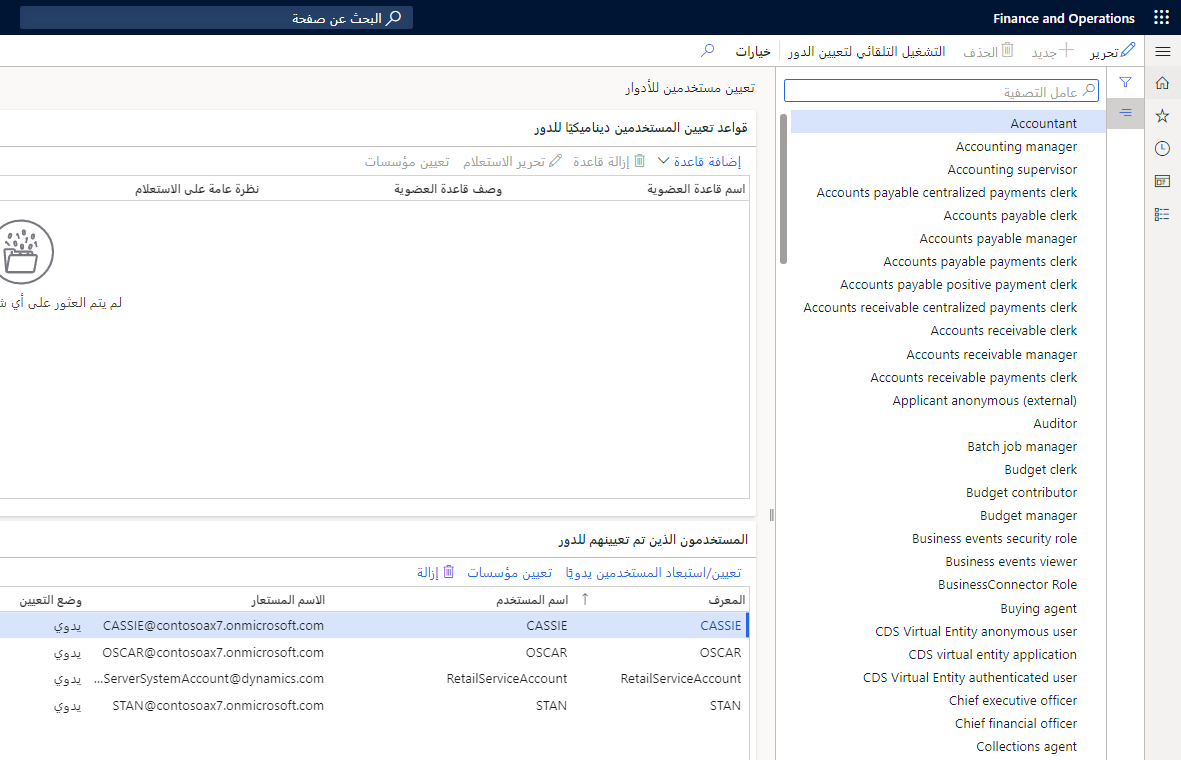 Finance and Operations
البحث عن صفحة
تحرير
جديد
الحذف
التشغيل التلقائي لتعيين الدور
خيارات
عامل التصفية
Accountant
Accounting manager
Accounting supervisor
Accounts payable centralized payments clerk
Accounts payable clerk
Accounts payable manager
Accounts payable payments clerk
Accounts payable positive payment clerk
Accounts receivable centralized payments clerk
Accounts receivable clerk
Accounts receivable manager
Accounts receivable payments clerk
Applicant anonymous (external)
Auditor
Batch job manager
Budget clerk
Budget contributor
Budget manager
Business events security role
Business events viewer
BusinessConnector Role
Buying agent
CDS Virtual Entity anonymous user
CDS virtual entity application
CDS Virtual Entity authenticated user
Chief executive officer
Chief financial officer
Collections agent
تعيين مستخدمين للأدوار
قواعد تعيين المستخدمين ديناميكيًا للدور
إضافة قاعدة إزالة قاعدة تحرير الاستعلام تعيين مؤسسات
اسم قاعدة العضوية وصف قاعدة العضوية نظرة عامة على الاستعلام
لم يتم العثور على أي
المستخدمون الذين تم تعيينهم للدور
تعيين/استبعاد المستخدمين يدويًا تعيين مؤسسات إزالة
المعرف اسم المستخدم الاسم المستعار وضع التعيين
CASSIE CASSIE CASSIE@contosoax7.onmicrosoft.com يدوي
OSCAR OSCAR OSCAR@contosoax7.onmicrosoft.com يدوي
RetailServiceAccount RetailServiceAccount ...ServerSystemAccount@dynamics.com يدوي
STAN STAN STAN@contosoax7.onmicrosoft.com يدوي